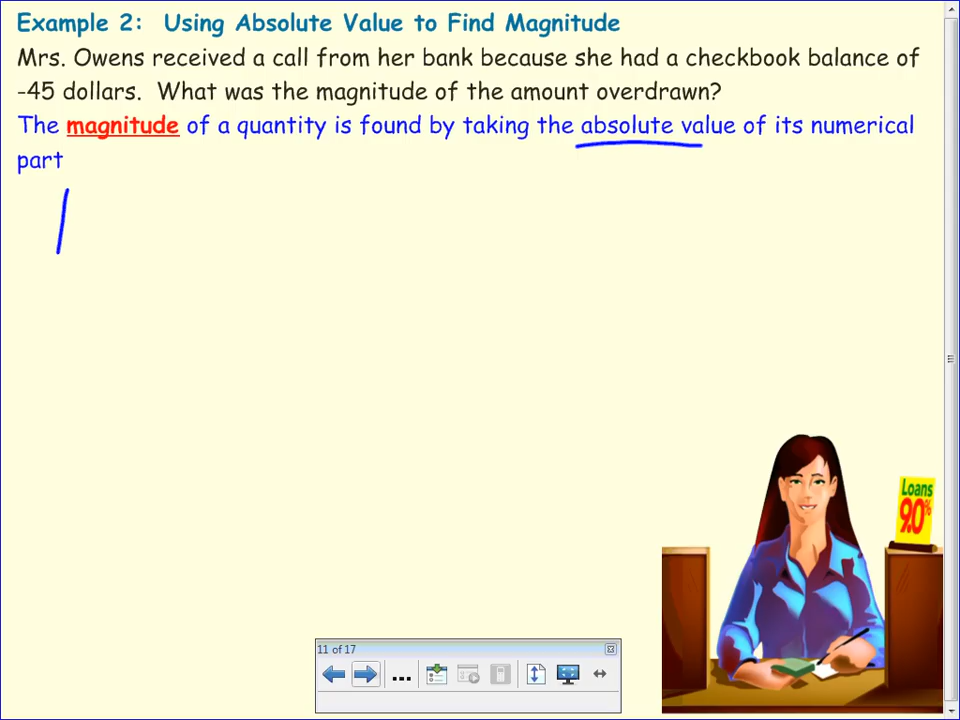 Example 2:  Using Absolute Value to Find Magnitude
Mrs. Owens received a call from her bank because she had a checkbook balance of
-45 dollars.  What was the magnitude of the amount overdrawn?
The magnitude of a quantity is found by taking the absolute value of its numerical
part
Loans
9.0%
11 of 17
...